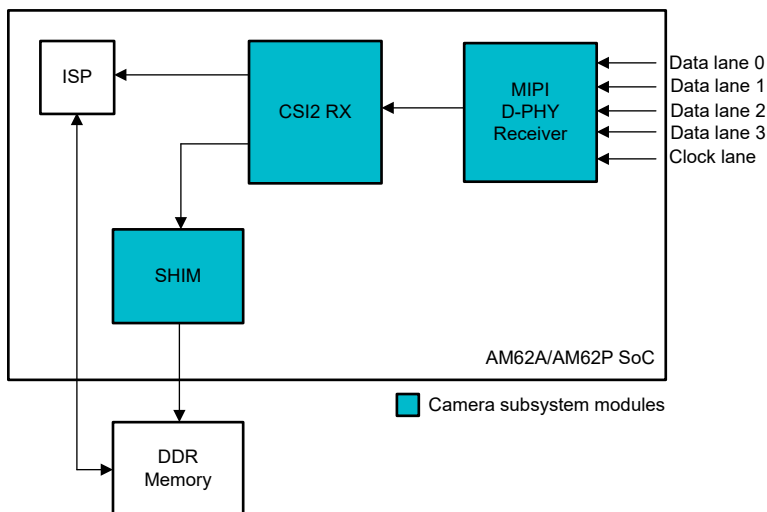 ISP
CSI2 RX
MIPI
D-PHY
Receiver
Data lane 0
Data lane 1
Data lane 2
Data lane 3
Clock lane
SHIM
AM62A/AM62P SoC
Camera subsystem modules
DDR
Memory